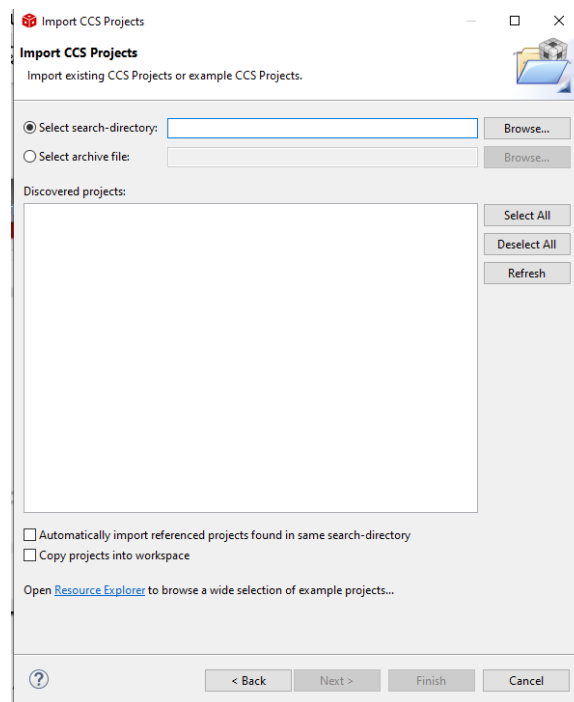 Import CCS Projects
Import CCS Projects
Import existing CCS Projects or example CCS Projects.
Select search-directory:
Browse...
Select archive file:
Browse...
Discovered projects:
Select All
Deselect All
Refresh
Automatically import referenced projects found in same search-directory
Copy projects into workspace
Open Resource Explorer to browse a wide selection of example projects...
? < Back Next > Finish Cancel